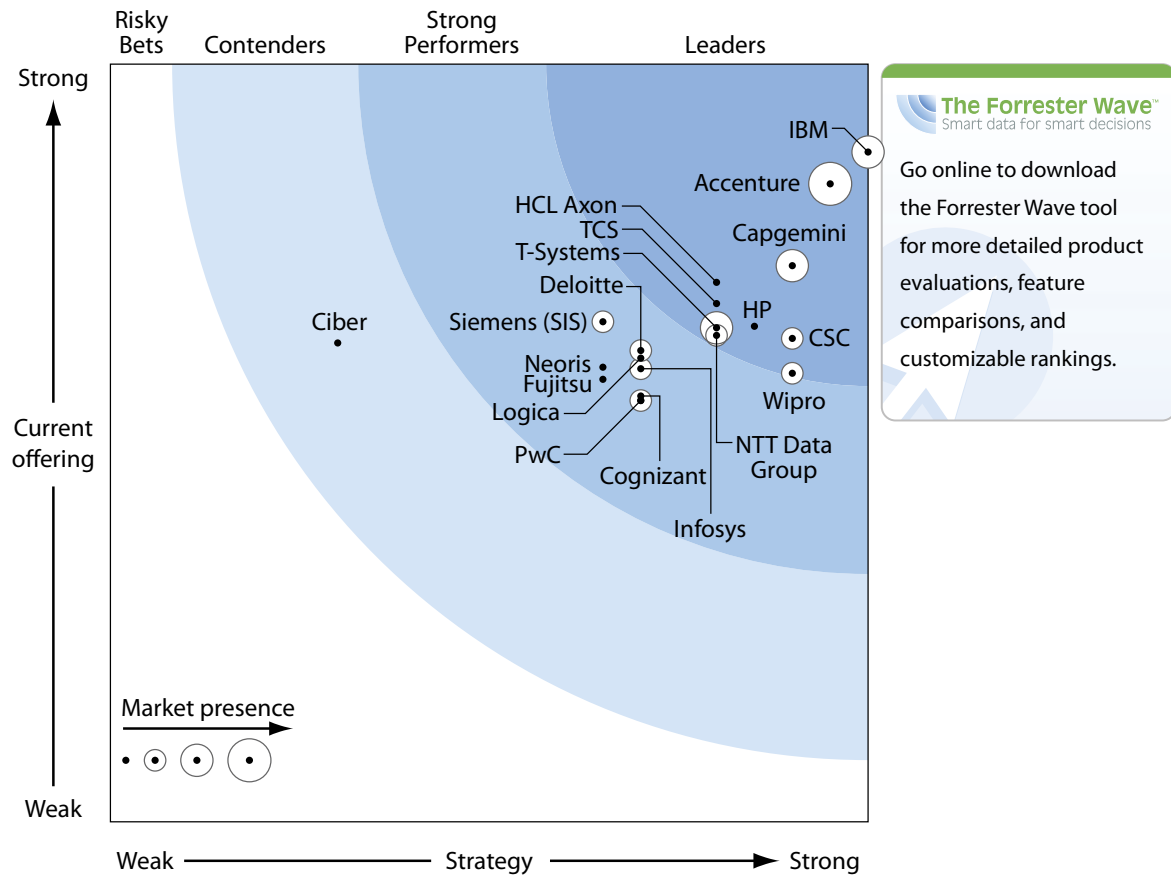 Risky
Bets
Contenders
Strong
Performers
Leaders
Strong
The Forrester Wave™
Smart data for smart decisions
IBM
Go online to download
the Forrester Wave tool
for more detailed product
evaluations, feature
comparisons, and
customizable rankings.
Accenture
HCL Axon
TCS
Capgemini
T-Systems
Deloitte
HP
Siemens (SIS)
Ciber
CSC
Neoris
Fujitsu
Wipro
Logica
Current
offering
PwC
NTT Data
Group
Cognizant
Infosys
Market presence
Weak
Weak
Strategy
Strong